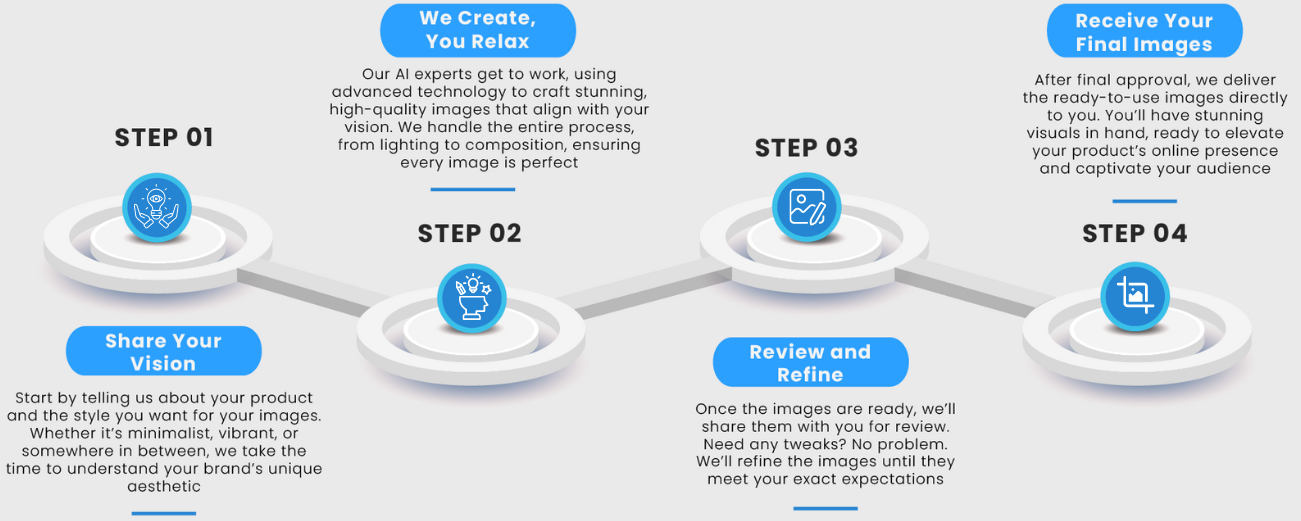 STEP 01
Share Your
Vision
Start by telling us about your product
and the style you want for your images.
Whether it's minimalist, vibrant, or
somewhere in between, we take the
time to understand your brand's unique
aesthetic
We Create,
You Relax
Our AI experts get to work, using
advanced technology to craft stunning,
high-quality images that align with your
vision. We handle the entire process,
from lighting to composition, ensuring
every image is perfect
STEP 02
STEP 03
Review and
Refine
Once the images are ready, we'll
share them with you for review.
Need any tweaks? No problem.
We'll refine the images until they
meet your exact expectations
Receive Your
Final Images
After final approval, we deliver
the ready-to-use images directly
to you. You'll have stunning
visuals in hand, ready to elevate
your product's online presence
and captivate your audience
STEP 04